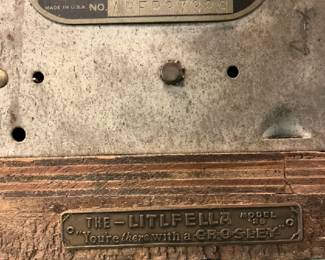 MADE IN U.S.A. NO.
THE-LITLFELLA MODEL
"You're there with a CROSLEY"